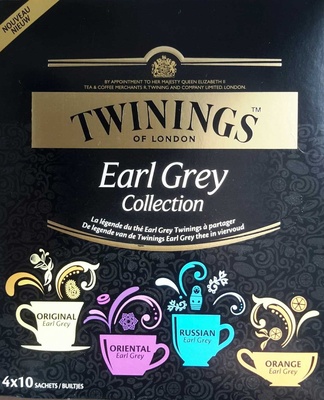 NOUVEAU
NIEUW
BY APPOINTMENT TO HER MAJESTY QUEEN ELIZABETH II
TEA & COFFEE MERCHANTS R. TWINING AND COMPANY LIMITED, LONDON.
TWININGS™
OF LONDON
Earl Grey
Collection
La légende du thé Earl Grey Twinings à partager
De legende van de Twinings Earl Grey thee in viervoud
ORIGINAL
Earl Grey
ORIENTAL
Earl Grey
RUSSIAN
Earl Grey
ORANGE
Earl Grey
4x10 SACHETS / BUILTJES